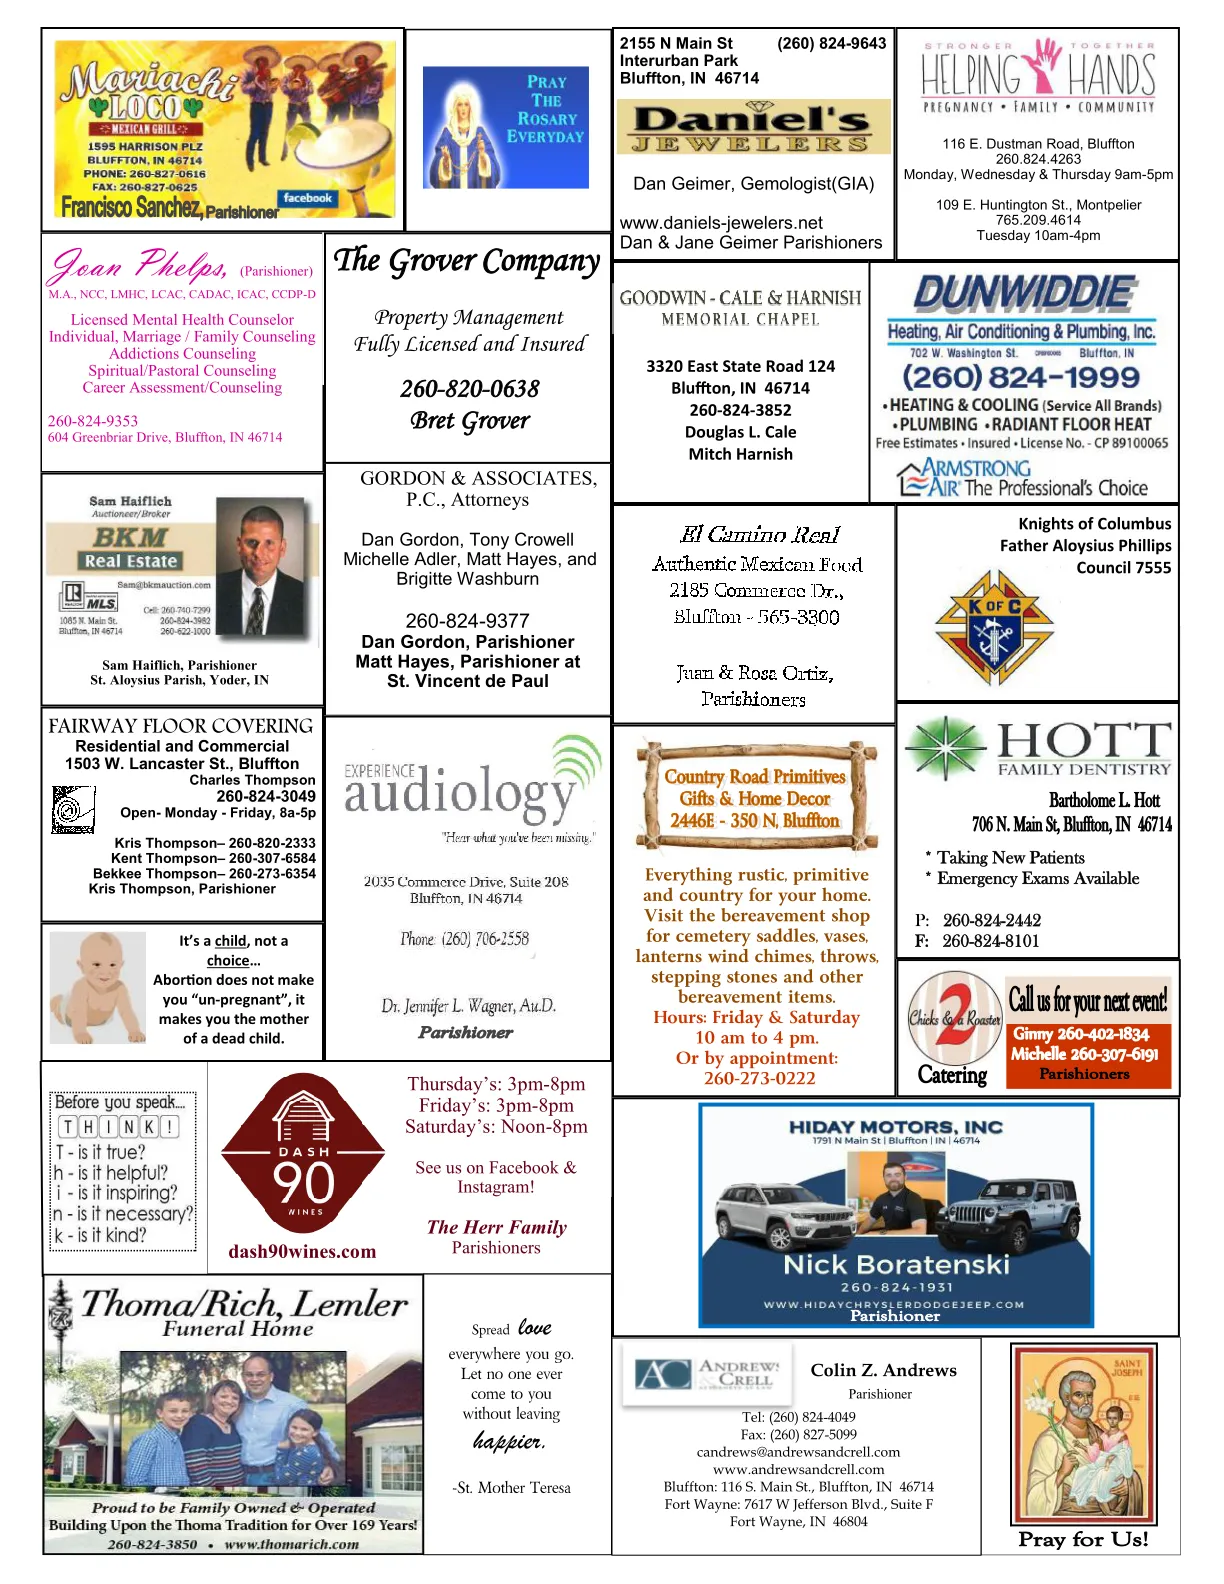 Mariachi
LOCO
MEXICAN GRILL
1595 HARRISON PLZ
BLUFFTON, IN 46714
PHONE: 260-827-0616
FAX: 260-827-0625
facebook
Francisco Sanchez, Parishioner
PRAY
THE
ROSARY
EVERYDAY
2155 N Main St (260) 824-9643
Interurban Park
Bluffton, IN 46714
Daniel's
JEWELERS
Dan Geimer, Gemologist(GIA)
www.daniels-jewelers.net
Dan & Jane Geimer Parishioners
STRONGER TOGETHER
HELPING HANDS
PREGNANCY • FAMILY • COMMUNITY
116 E. Dustman Road, Bluffton
260.824.4263
Monday, Wednesday & Thursday 9am-5pm
109 E. Huntington St., Montpelier
765.209.4614
Tuesday 10am-4pm
Joan Phelps, (Parishioner)
M.A., NCC, LMHC, LCAC, CADAC, ICAC, CCDP-D
Licensed Mental Health Counselor
Individual, Marriage / Family Counseling
Addictions Counseling
Spiritual/Pastoral Counseling
Career Assessment/Counseling
260-824-9353
604 Greenbriar Drive, Bluffton, IN 46714
The Grover Company
Property Management
Fully Licensed and Insured
260-820-0638
Bret Grover
GOODWIN - CALE & HARNISH
MEMORIAL CHAPEL
3320 East State Road 124
Bluffton, IN 46714
260-824-3852
Douglas L. Cale
Mitch Harnish
DUNWIDDIE
Heating, Air Conditioning & Plumbing, Inc.
702 W. Washington St. Bluffton, IN
(260) 824-1999
•HEATING & COOLING (Service All Brands)
•PLUMBING •RADIANT FLOOR HEAT
Free Estimates • Insured • License No. - CP 89100065
ARMSTRONG
AIR The Professional's Choice
Sam Haiflich
Auctioneer/Broker
BKM
Real Estate
Sam@bkmauction.com
REALTOR MLS
Cell: 260-740-7299
1085 N. Main St. 260-824-3982
Bluffton, IN 46714 260-622-1000
Sam Haiflich, Parishioner
St. Aloysius Parish, Yoder, IN
GORDON & ASSOCIATES,
P.C., Attorneys
Dan Gordon, Tony Crowell
Michelle Adler, Matt Hayes, and
Brigitte Washburn
260-824-9377
Dan Gordon, Parishioner
Matt Hayes, Parishioner at
St. Vincent de Paul
El Camino Real
Authentic Mexican Food
2185 Commerce Dr.,
Bluffton - 565-3300
Juan & Rosa Ortiz,
Parishioners
Knights of Columbus
Father Aloysius Phillips
Council 7555
K OF C
FAIRWAY FLOOR COVERING
Residential and Commercial
1503 W. Lancaster St., Bluffton
Charles Thompson
260-824-3049
Open- Monday - Friday, 8a-5p
Kris Thompson– 260-820-2333
Kent Thompson– 260-307-6584
Bekkee Thompson– 260-273-6354
Kris Thompson, Parishioner
EXPERIENCE
audiology
"Hear what you've been missing."
2035 Commerce Drive, Suite 208
Bluffton, IN 46714
Phone: (260) 706-2558
Dr. Jennifer L. Wagner, Au.D.
Parishioner
Country Road Primitives
Gifts & Home Decor
2446E - 350 N, Bluffton
Everything rustic, primitive
and country for your home.
Visit the bereavement shop
for cemetery saddles, vases,
lanterns wind chimes, throws,
stepping stones and other
bereavement items.
Hours: Friday & Saturday
10 am to 4 pm.
Or by appointment:
260-273-0222
HOTT
FAMILY DENTISTRY
Bartholome L. Hott
706 N. Main St, Bluffton, IN 46714
* Taking New Patients
* Emergency Exams Available
P: 260-824-2442
F: 260-824-8101
It's a child, not a
choice…
Abortion does not make
you “un-pregnant”, it
makes you the mother
of a dead child.
2
Chicks & a Roaster
Catering
Call us for your next event!
Ginny 260-402-1834
Michelle 260-307-6191
Parishioners
Before you speak....
THINK!
T - is it true?
h - is it helpful?
i - is it inspiring?
n - is it necessary?
k - is it kind?
DASH
90
WINES
dash90wines.com
Thursday's: 3pm-8pm
Friday's: 3pm-8pm
Saturday's: Noon-8pm
See us on Facebook &
Instagram!
The Herr Family
Parishioners
HIDAY MOTORS, INC
1791 N Main St | Bluffton | IN | 46714
Nick Boratenski
260-824-1931
WWW.HIDAYCHRYSLERDODGEJEEP.COM
Parishioner
Thoma/Rich, Lemler
Funeral Home
Proud to be Family Owned & Operated
Building Upon the Thoma Tradition for Over 169 Years!
260-824-3850 • www.thomarich.com
Spread love
everywhere you go.
Let no one ever
come to you
without leaving
happier.
-St. Mother Teresa
AC ANDREWS
& CRELL
ATTORNEYS AT LAW
Colin Z. Andrews
Parishioner
Tel: (260) 824-4049
Fax: (260) 827-5099
candrews@andrewsandcrell.com
www.andrewsandcrell.com
Bluffton: 116 S. Main St., Bluffton, IN 46714
Fort Wayne: 7617 W Jefferson Blvd., Suite F
Fort Wayne, IN 46804
SAINT
JOSEPH
Pray for Us!